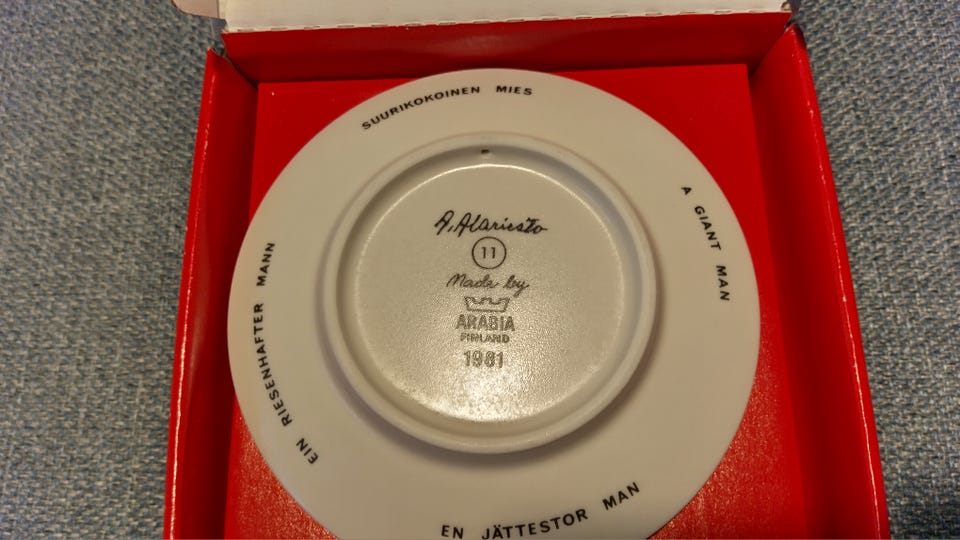 SUURIKOKOINEN MIES
A GIANT MAN
EN JÄTTESTOR MAN
EIN RIESENHAFTER MANN
A. Alariesto
11
Made by
ARABIA
FINLAND
1981